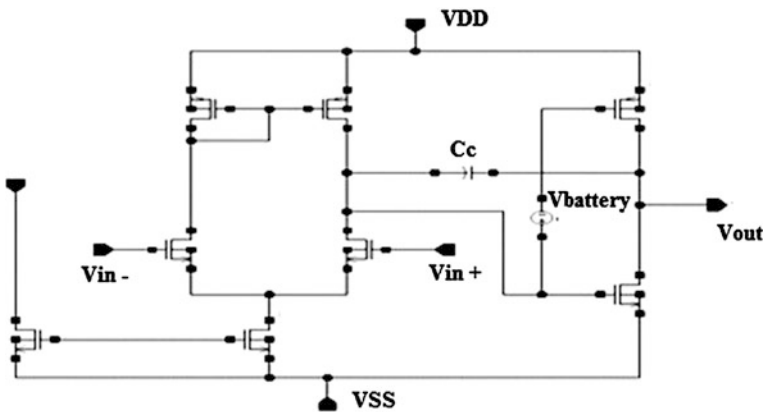 VDD
Cc
Vbattery
Vout
Vin -
Vin +
VSS